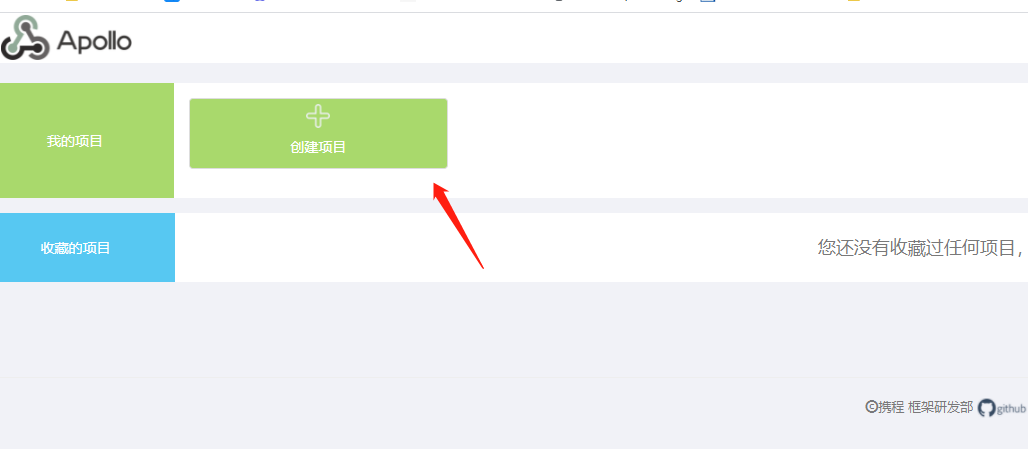 Apollo
我的项目
创建项目
收藏的项目
您还没有收藏过任何项目，
©携程 框架研发部 github